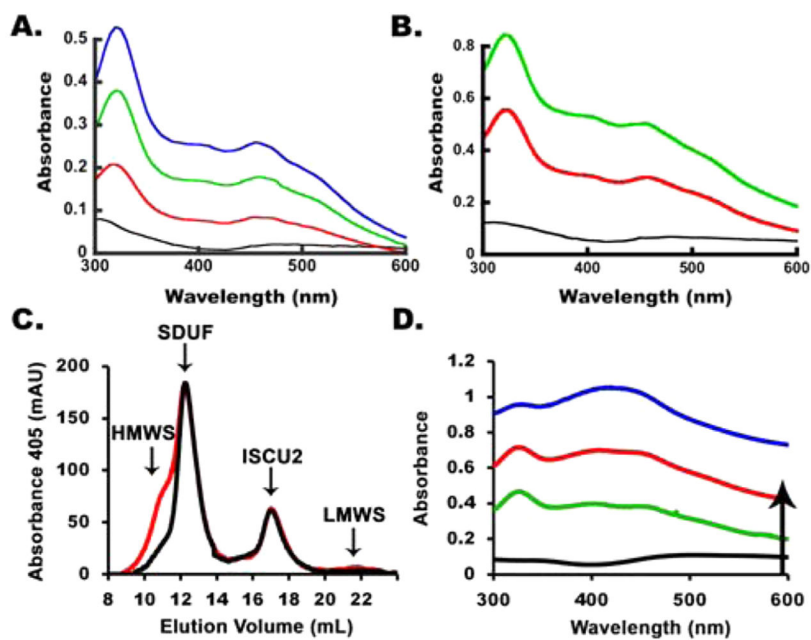 A.
Absorbance
0.5
0.4
0.3
0.2
0.1
0
300
400
500
600
Wavelength (nm)
B.
Absorbance
0.8
0.6
0.4
0.2
0
300
400
500
600
Wavelength (nm)
C.
SDUF
HMWS
ISCU2
LMWS
Absorbance 405 (mAU)
200
150
100
50
0
8
10
12
14
16
18
20
22
Elution Volume (mL)
D.
Absorbance
1.2
1
0.8
0.6
0.4
0.2
0
300
400
500
600
Wavelength (nm)